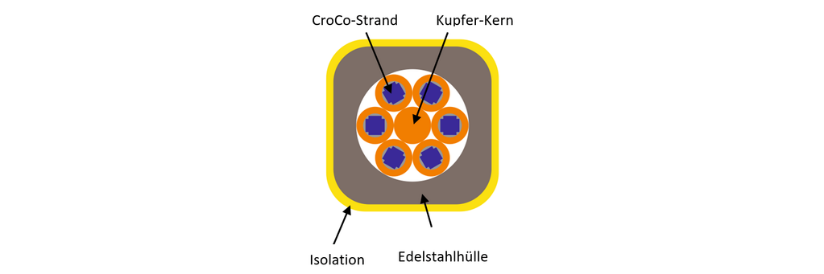 CroCo-Strand
Kupfer-Kern
Isolation
Edelstahlhülle